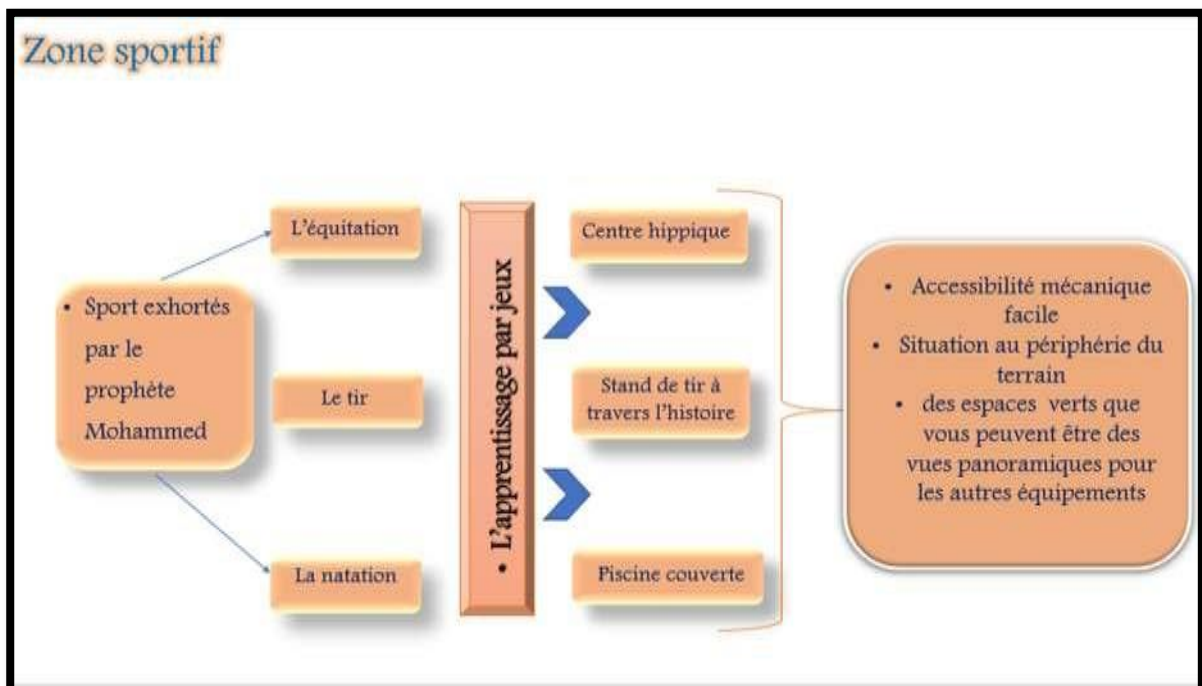 Zone sportif
• Sport exhortés
par le
prophète
Mohammed
L'équitation
Le tir
La natation
• L'apprentissage par jeux
Centre hippique
Stand de tir à
travers l'histoire
Piscine couverte
• Accessibilité mécanique
facile
• Situation au périphérie du
terrain
• des espaces verts que
vous peuvent être des
vues panoramiques pour
les autres équipements